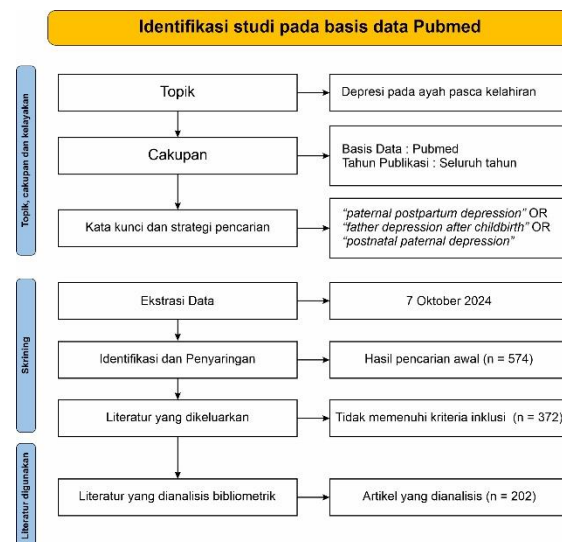 Identifikasi studi pada basis data Pubmed
Topik, cakupan dan kelayakan
Topik
Depresi pada ayah pasca kelahiran
Cakupan
Basis Data : Pubmed
Tahun Publikasi : Seluruh tahun
Kata kunci dan strategi pencarian
“paternal postpartum depression” OR
“father depression after childbirth” OR
“postnatal paternal depression”
Skrining
Ekstrasi Data
7 Oktober 2024
Identifikasi dan Penyaringan
Hasil pencarian awal (n = 574)
Literatur yang dikeluarkan
Tidak memenuhi kriteria inklusi (n = 372)
Literatur digunakan
Literatur yang dianalisis bibliometrik
Artikel yang dianalisis (n = 202)